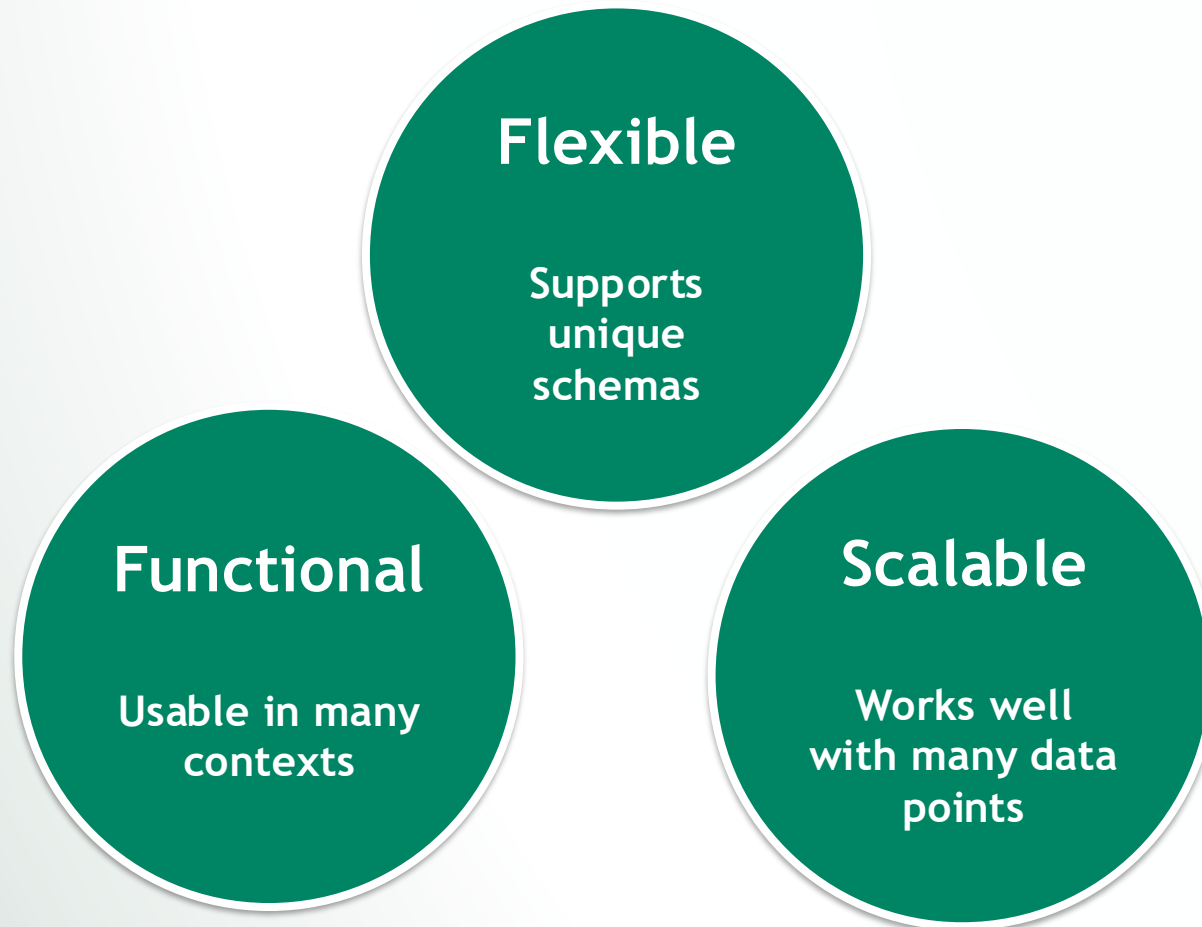 Flexible
Supports
unique
schemas
Functional
Usable in many
contexts
Scalable
Works well
with many data
points